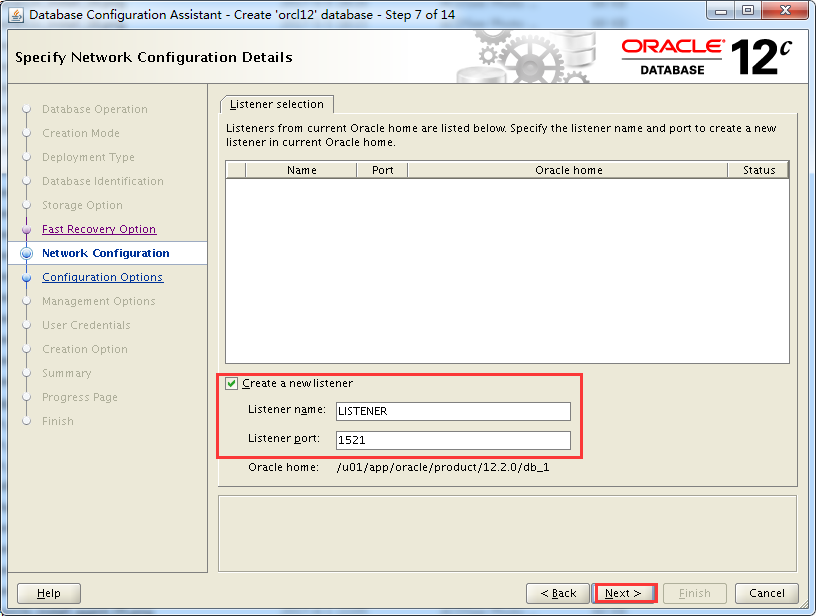 Database Configuration Assistant - Create 'orcl12' database - Step 7 of 14
Specify Network Configuration Details
ORACLE®
DATABASE
12c
Database Operation
Creation Mode
Deployment Type
Database Identification
Storage Option
Fast Recovery Option
Network Configuration
Configuration Options
Management Options
User Credentials
Creation Option
Summary
Progress Page
Finish
Listener selection
Listeners from current Oracle home are listed below. Specify the listener name and port to create a new
listener in current Oracle home.
Name Port Oracle home Status
Create a new listener
Listener name: LISTENER
Listener port: 1521
Oracle home: /u01/app/oracle/product/12.2.0/db_1
Help < Back Next > Finish Cancel